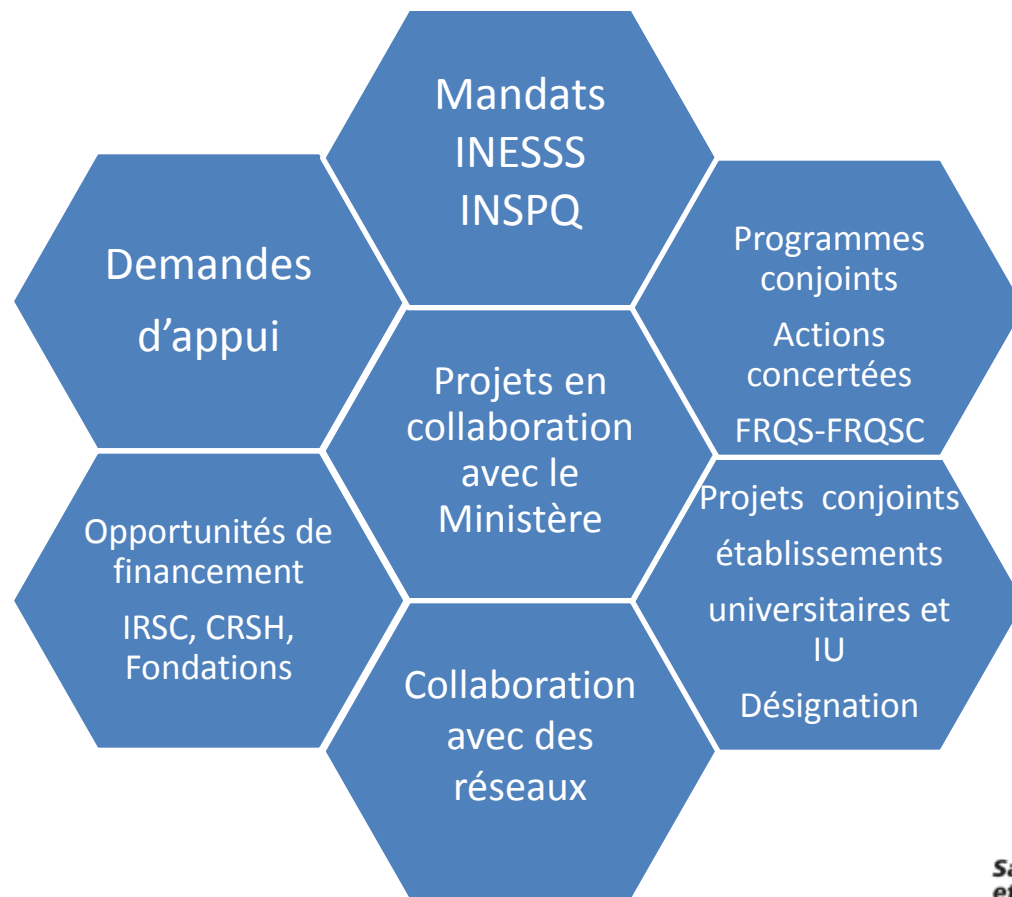 Mandats
INESSS
INSPQ
Demandes
d'appui
Programmes
conjoints
Actions
concertées
FRQS-FRQSC
Projets en
collaboration
avec le
Ministère
Opportunités de
financement
IRSC, CRSH,
Fondations
Projets conjoints
établissements
universitaires et
IU
Désignation
Collaboration
avec des
réseaux